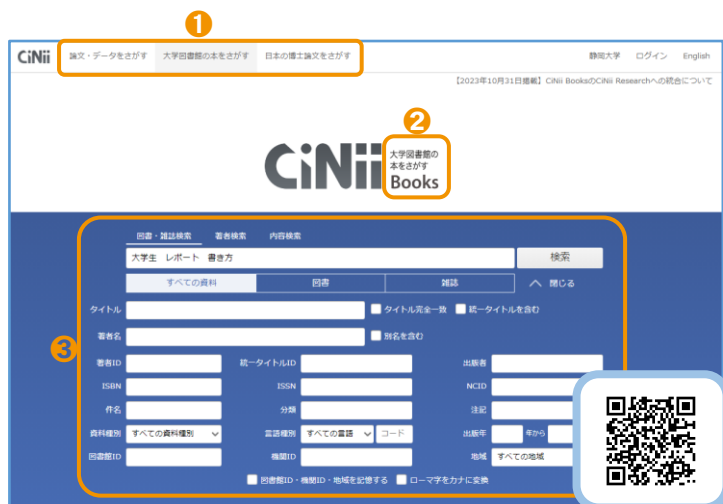 ❶
CiNii 論文・データをさがす 大学図書館の本をさがす 日本の博士論文をさがす 静岡大学 ログイン English
【2023年10月31日掲載】CiNii BooksのCiNii Researchへの統合について
❷
CiNii 大学図書館の
本をさがす
Books
❸
図書・雑誌検索 著者検索 内容検索
大学生 レポート 書き方 検索
すべての資料 図書 雑誌 閉じる
タイトル タイトル完全一致 統一タイトルを含む
著者名 別名を含む
著者ID 統一タイトルID 出版者
ISBN ISSN NCID
件名 分類 注記
資料種別 すべての資料種別 言語種別 すべての言語 コード 出版年 年から
図書館ID 機関ID 地域 すべての地域
図書館ID・機関ID・地域を記憶する ローマ字をカナに変換